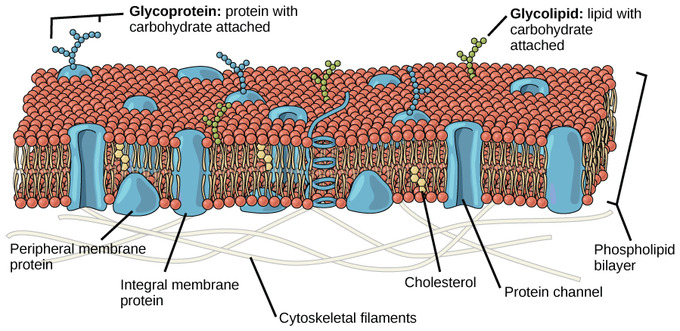 Glycoprotein: protein with
carbohydrate attached
Glycolipid: lipid with
carbohydrate
attached
Peripheral membrane
protein
Integral membrane
protein
Cytoskeletal filaments
Cholesterol
Protein channel
Phospholipid
bilayer